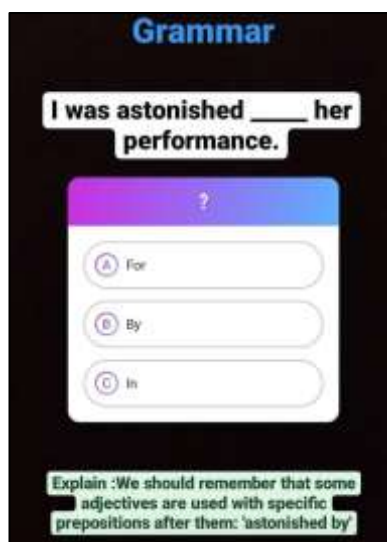 Grammar
I was astonished ____ her
performance.
?
A For
B By
C In
Explain :We should remember that some
adjectives are used with specific
prepositions after them: 'astonished by'